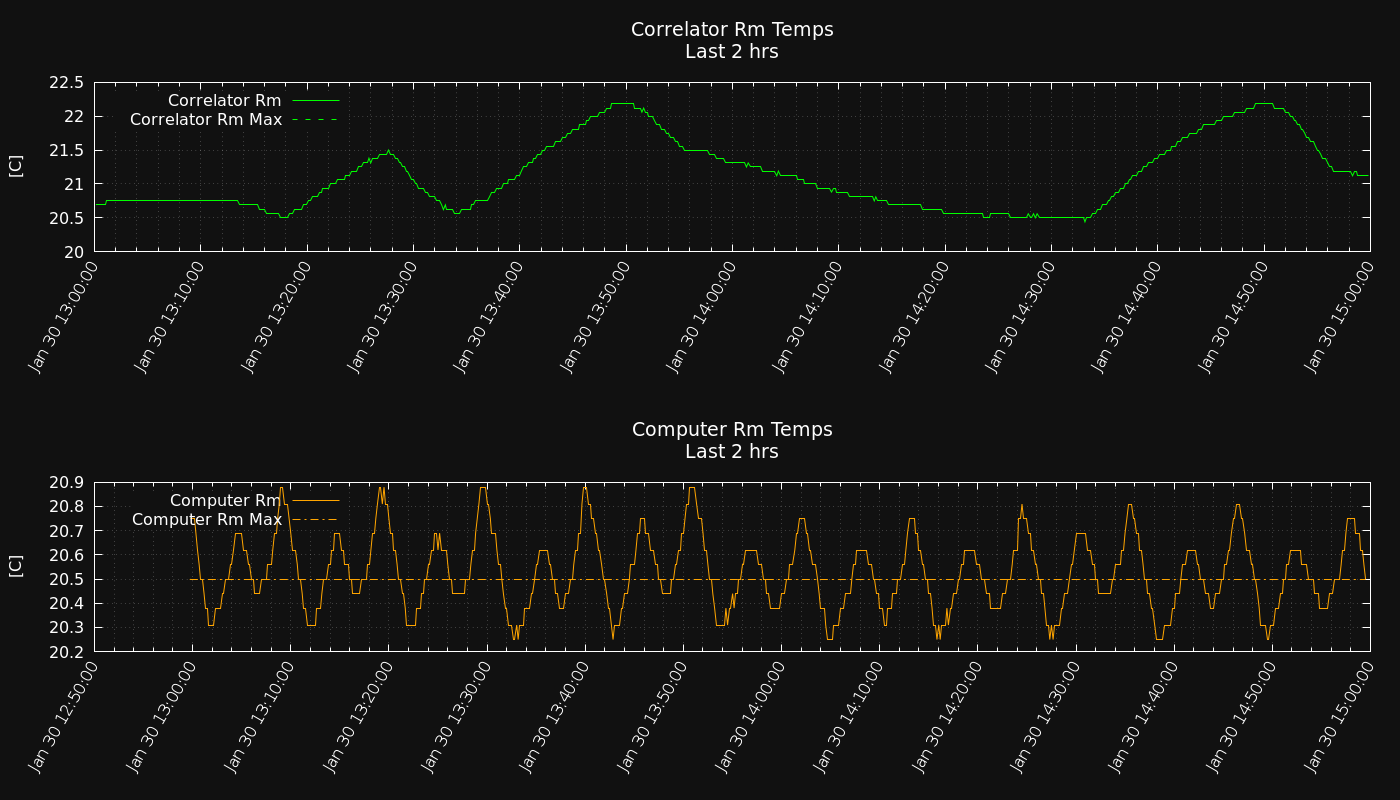 Correlator Rm Temps
Last 2 hrs
22.5
22
21.5
21
20.5
20
[C]
Correlator Rm
Correlator Rm Max
Jan 30 13:00:00
Jan 30 13:10:00
Jan 30 13:20:00
Jan 30 13:30:00
Jan 30 13:40:00
Jan 30 13:50:00
Jan 30 14:00:00
Jan 30 14:10:00
Jan 30 14:20:00
Jan 30 14:30:00
Jan 30 14:40:00
Jan 30 14:50:00
Jan 30 15:00:00
Computer Rm Temps
Last 2 hrs
20.9
20.8
20.7
20.6
20.5
20.4
20.3
20.2
[C]
Computer Rm
Computer Rm Max
Jan 30 12:50:00
Jan 30 13:00:00
Jan 30 13:10:00
Jan 30 13:20:00
Jan 30 13:30:00
Jan 30 13:40:00
Jan 30 13:50:00
Jan 30 14:00:00
Jan 30 14:10:00
Jan 30 14:20:00
Jan 30 14:30:00
Jan 30 14:40:00
Jan 30 14:50:00
Jan 30 15:00:00